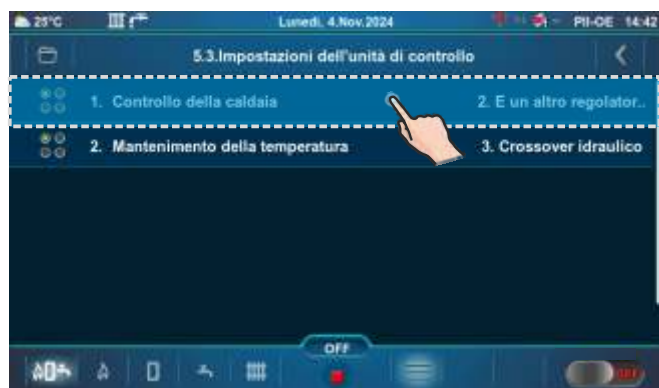 25°C Lunedì, 4.Nov.2024 PII-OE 14:42
5.3.Impostazioni dell'unità di controllo
1. Controllo della caldaia 2. E un altro regolator..
2. Mantenimento della temperatura 3. Crossover idraulico
OFF
OFF